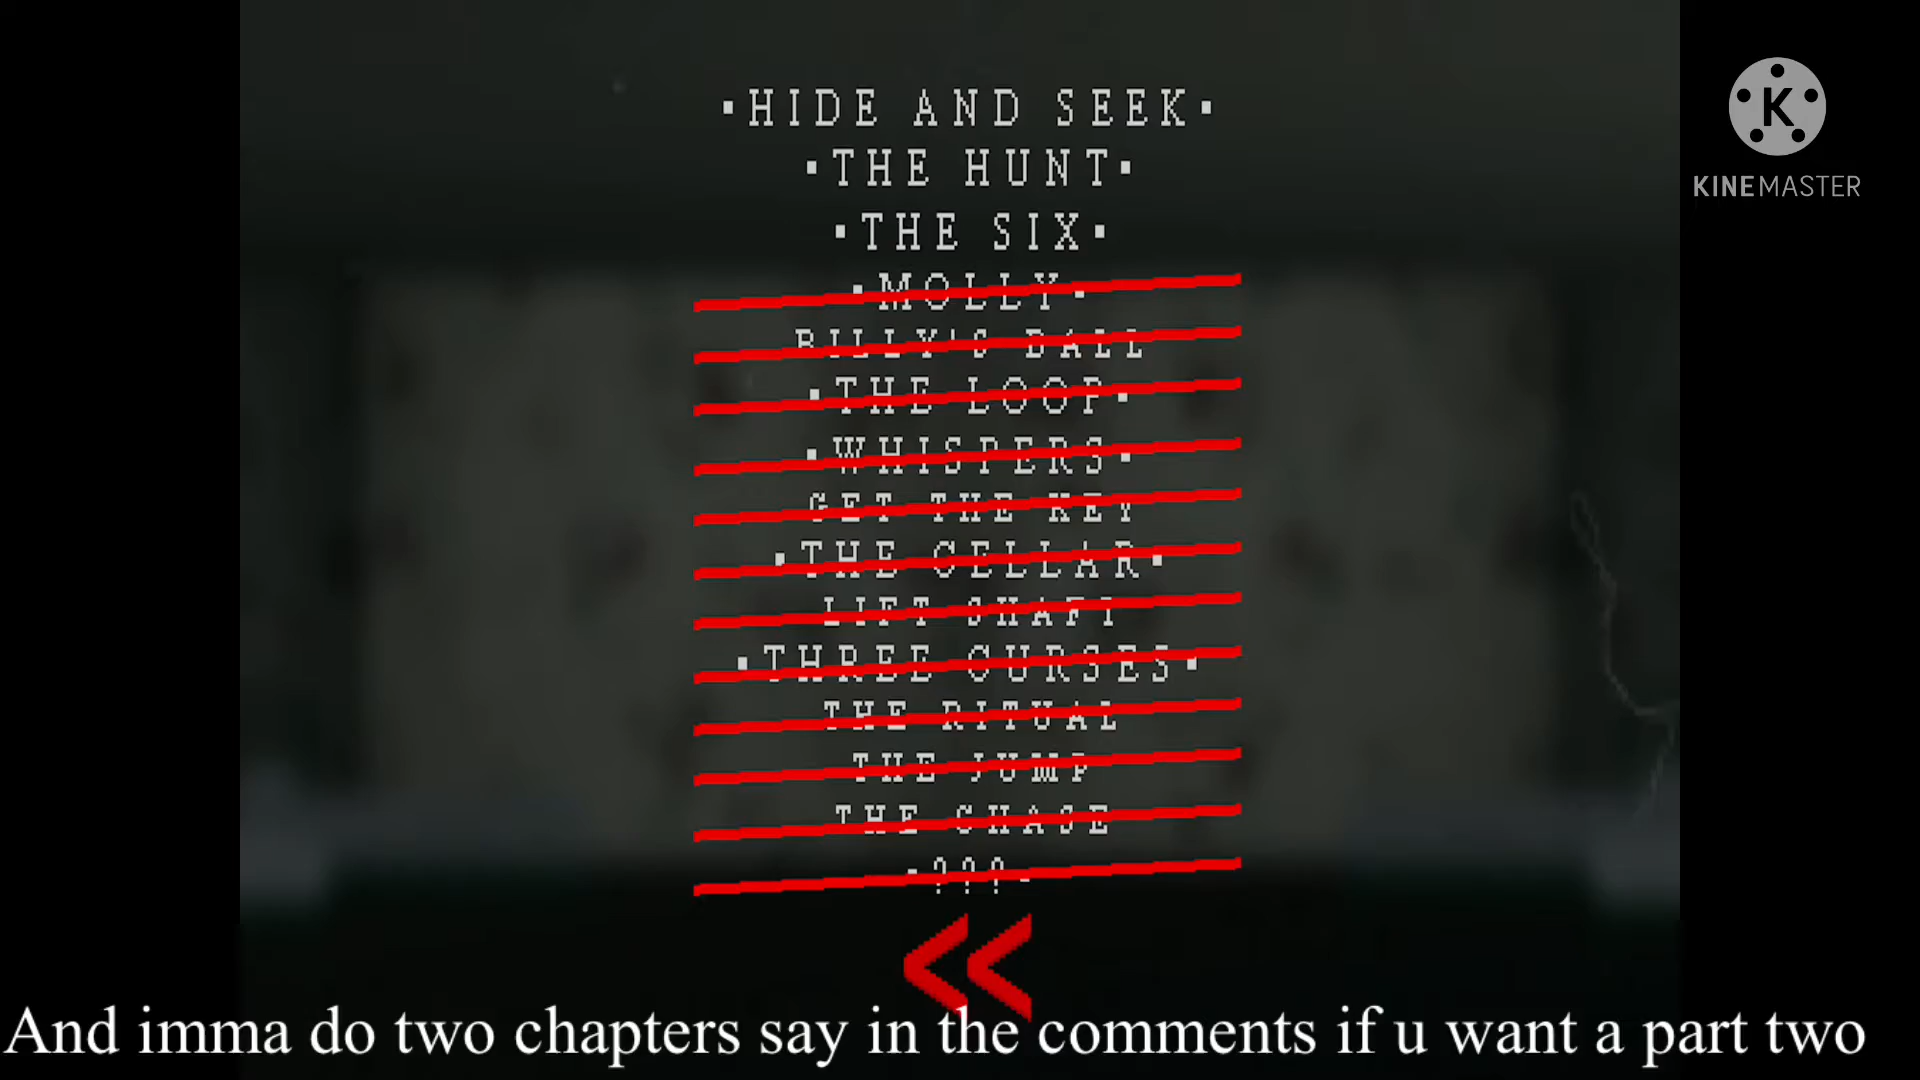 ▪HIDE AND SEEK▪
▪THE HUNT▪
▪THE SIX▪
▪MOLLY▪
BILLY'S BALL
▪THE LOOP▪
▪WHISPERS▪
GET THE KEY
▪THE CELLAR▪
LIFT SHAFT
▪THREE CURSES▪
THE RITUAL
THE JUMP
THE CHASE
▪???▪
K
KINEMASTER
And imma do two chapters say in the comments if u want a part two